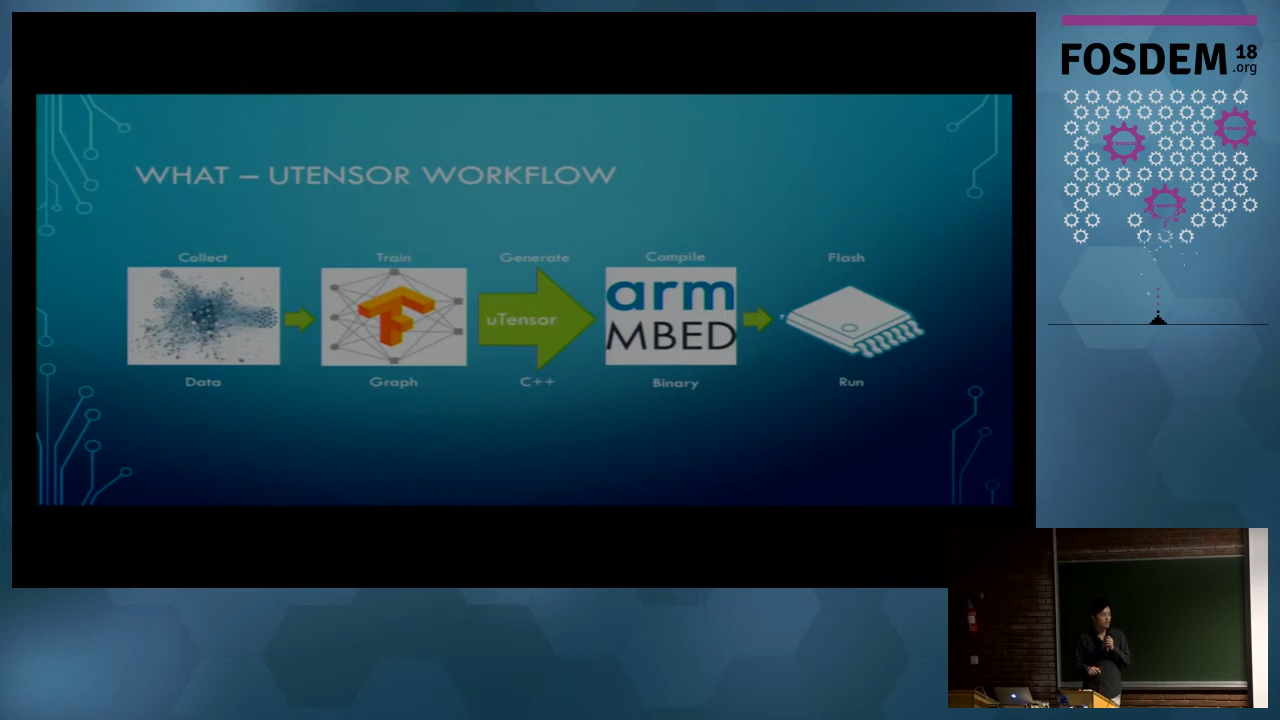 FOSDEM 18
.org
WHAT – UTENSOR WORKFLOW
Collect
Train
Generate
Compile
Flash
uTensor
arm
MBED
Data
Graph
C++
Binary
Run